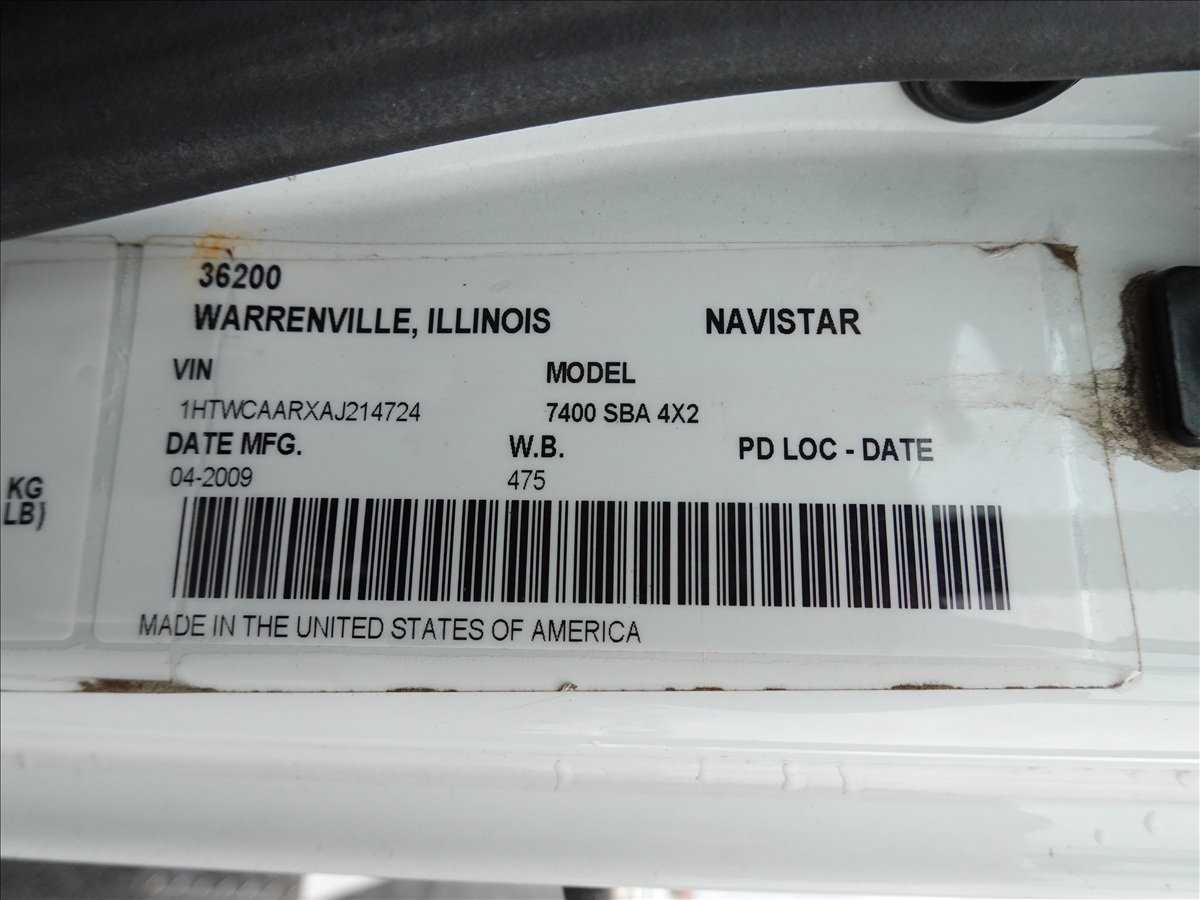 36200
WARRENVILLE, ILLINOIS NAVISTAR
VIN MODEL
1HTWCAARXAJ214724 7400 SBA 4X2
DATE MFG. W.B. PD LOC - DATE
04-2009 475
KG
LB)
MADE IN THE UNITED STATES OF AMERICA